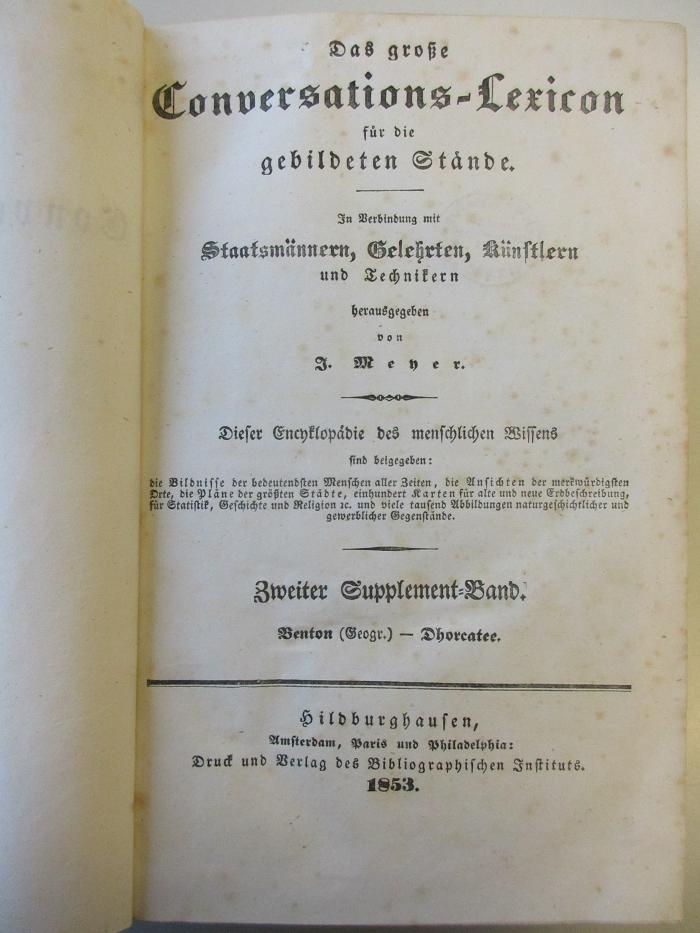 Das große
Conversations-Lexicon
für die
gebildeten Stände.
In Verbindung mit
Staatsmännern, Gelehrten, Künstlern
und Technikern
herausgegeben
von
J. Meyer.
Dieser Encyklopädie des menschlichen Wissens
sind beigegeben:
die Bildnisse der bedeutendsten Menschen aller Zeiten, die Ansichten der merkwürdigsten
Orte, die Pläne der größten Städte, einhundert Karten für alte und neue Erdbeschreibung,
für Statistik, Geschichte und Religion ꝛc. und viele tausend Abbildungen naturgeschichtlicher und
gewerblicher Gegenstände.
Zweiter Supplement-Band.
Benton (Geogr.) — Dhorcatee.
Hildburghausen,
Amsterdam, Paris und Philadelphia:
Druck und Verlag des Bibliographischen Instituts.
1853.